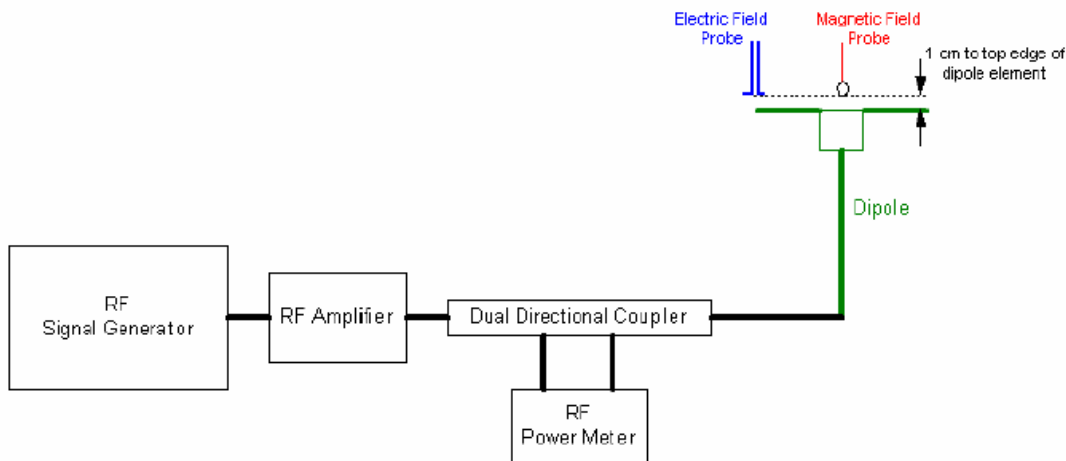 Electric Field
Probe
Magnetic Field
Probe
1 cm to top edge of
dipole element
Dipole
RF
Signal Generator
RF Amplifier
Dual Directional Coupler
RF
Power Meter